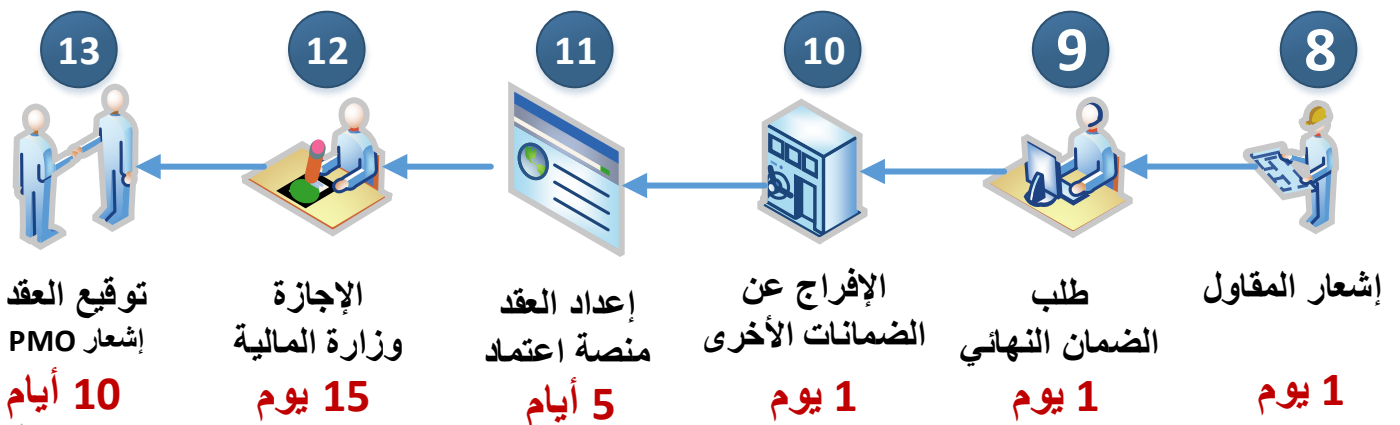 8
إشعار المقاول
1 يوم
9
طلب
الضمان النهائي
1 يوم
10
الإفراج عن
الضمانات الأخرى
1 يوم
11
إعداد العقد
منصة اعتماد
5 أيام
12
الإجازة
وزارة المالية
15 يوم
13
توقيع العقد
إشعار PMO
10 أيام